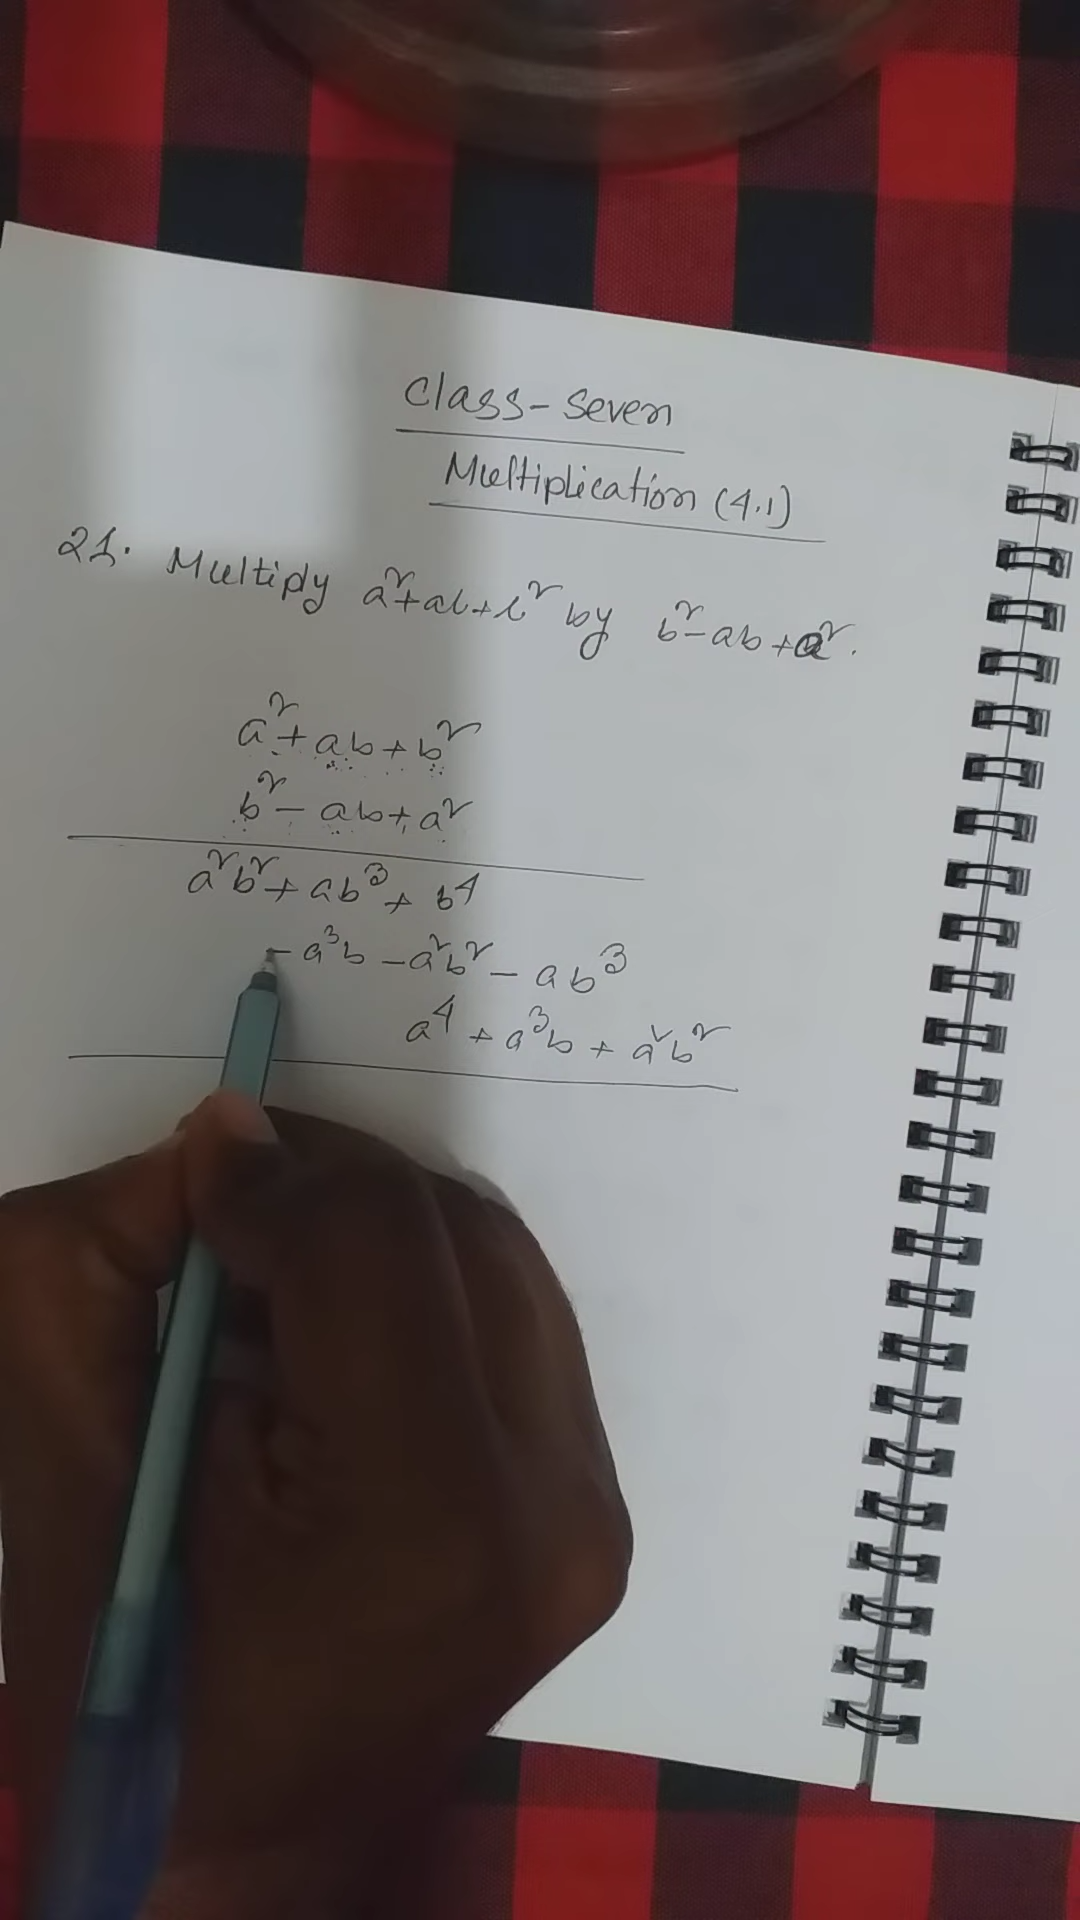 Class-Seven
Multiplication (4.1)
21. Multiply a²+ab+b² by b²-ab+a².
a²+ab+b²
b²-ab+a²
a²b²+ab³+b⁴
-a³b-a²b²-ab³
a⁴+a³b+a²b²